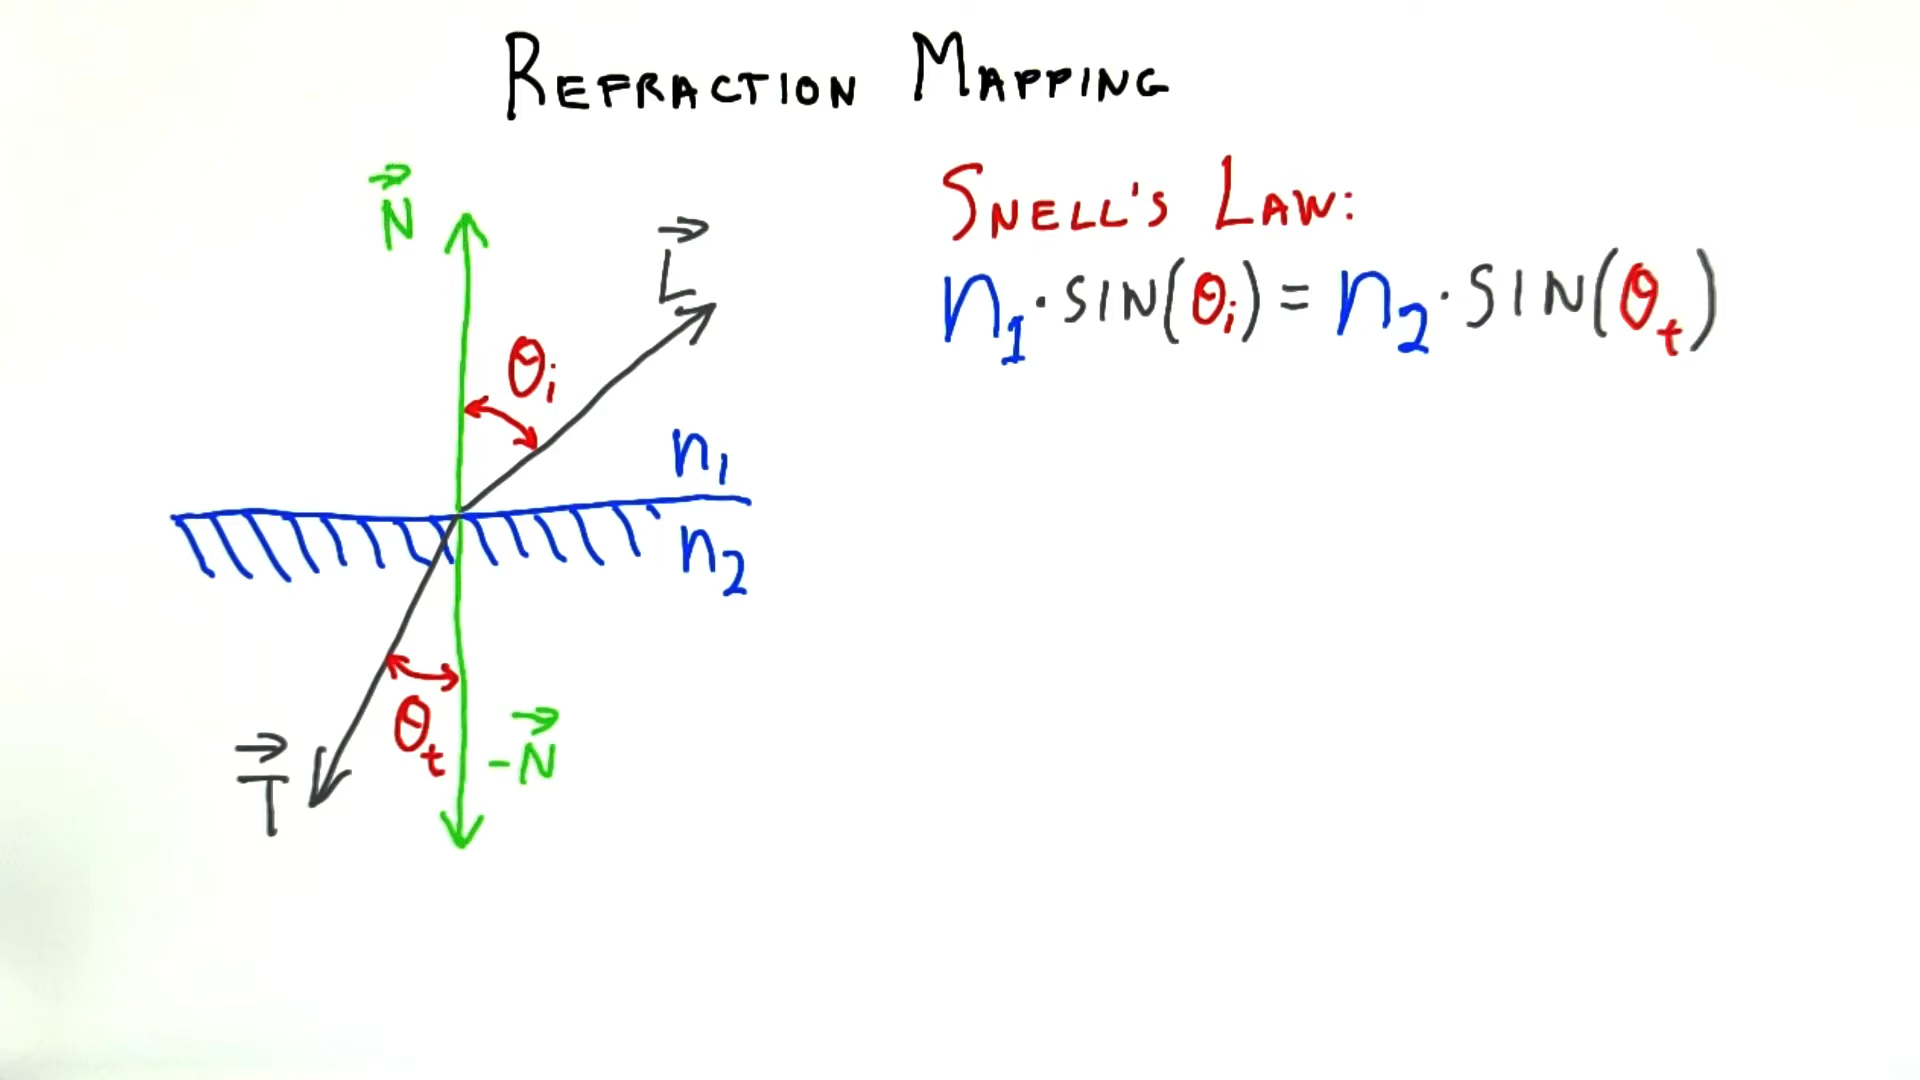 REFRACTION MAPPING
SNELL'S LAW:
n₁·SIN(θᵢ)=n₂·SIN(θₜ)
N⃗
L⃗
θᵢ
n₁
n₂
θₜ
-N⃗
T⃗